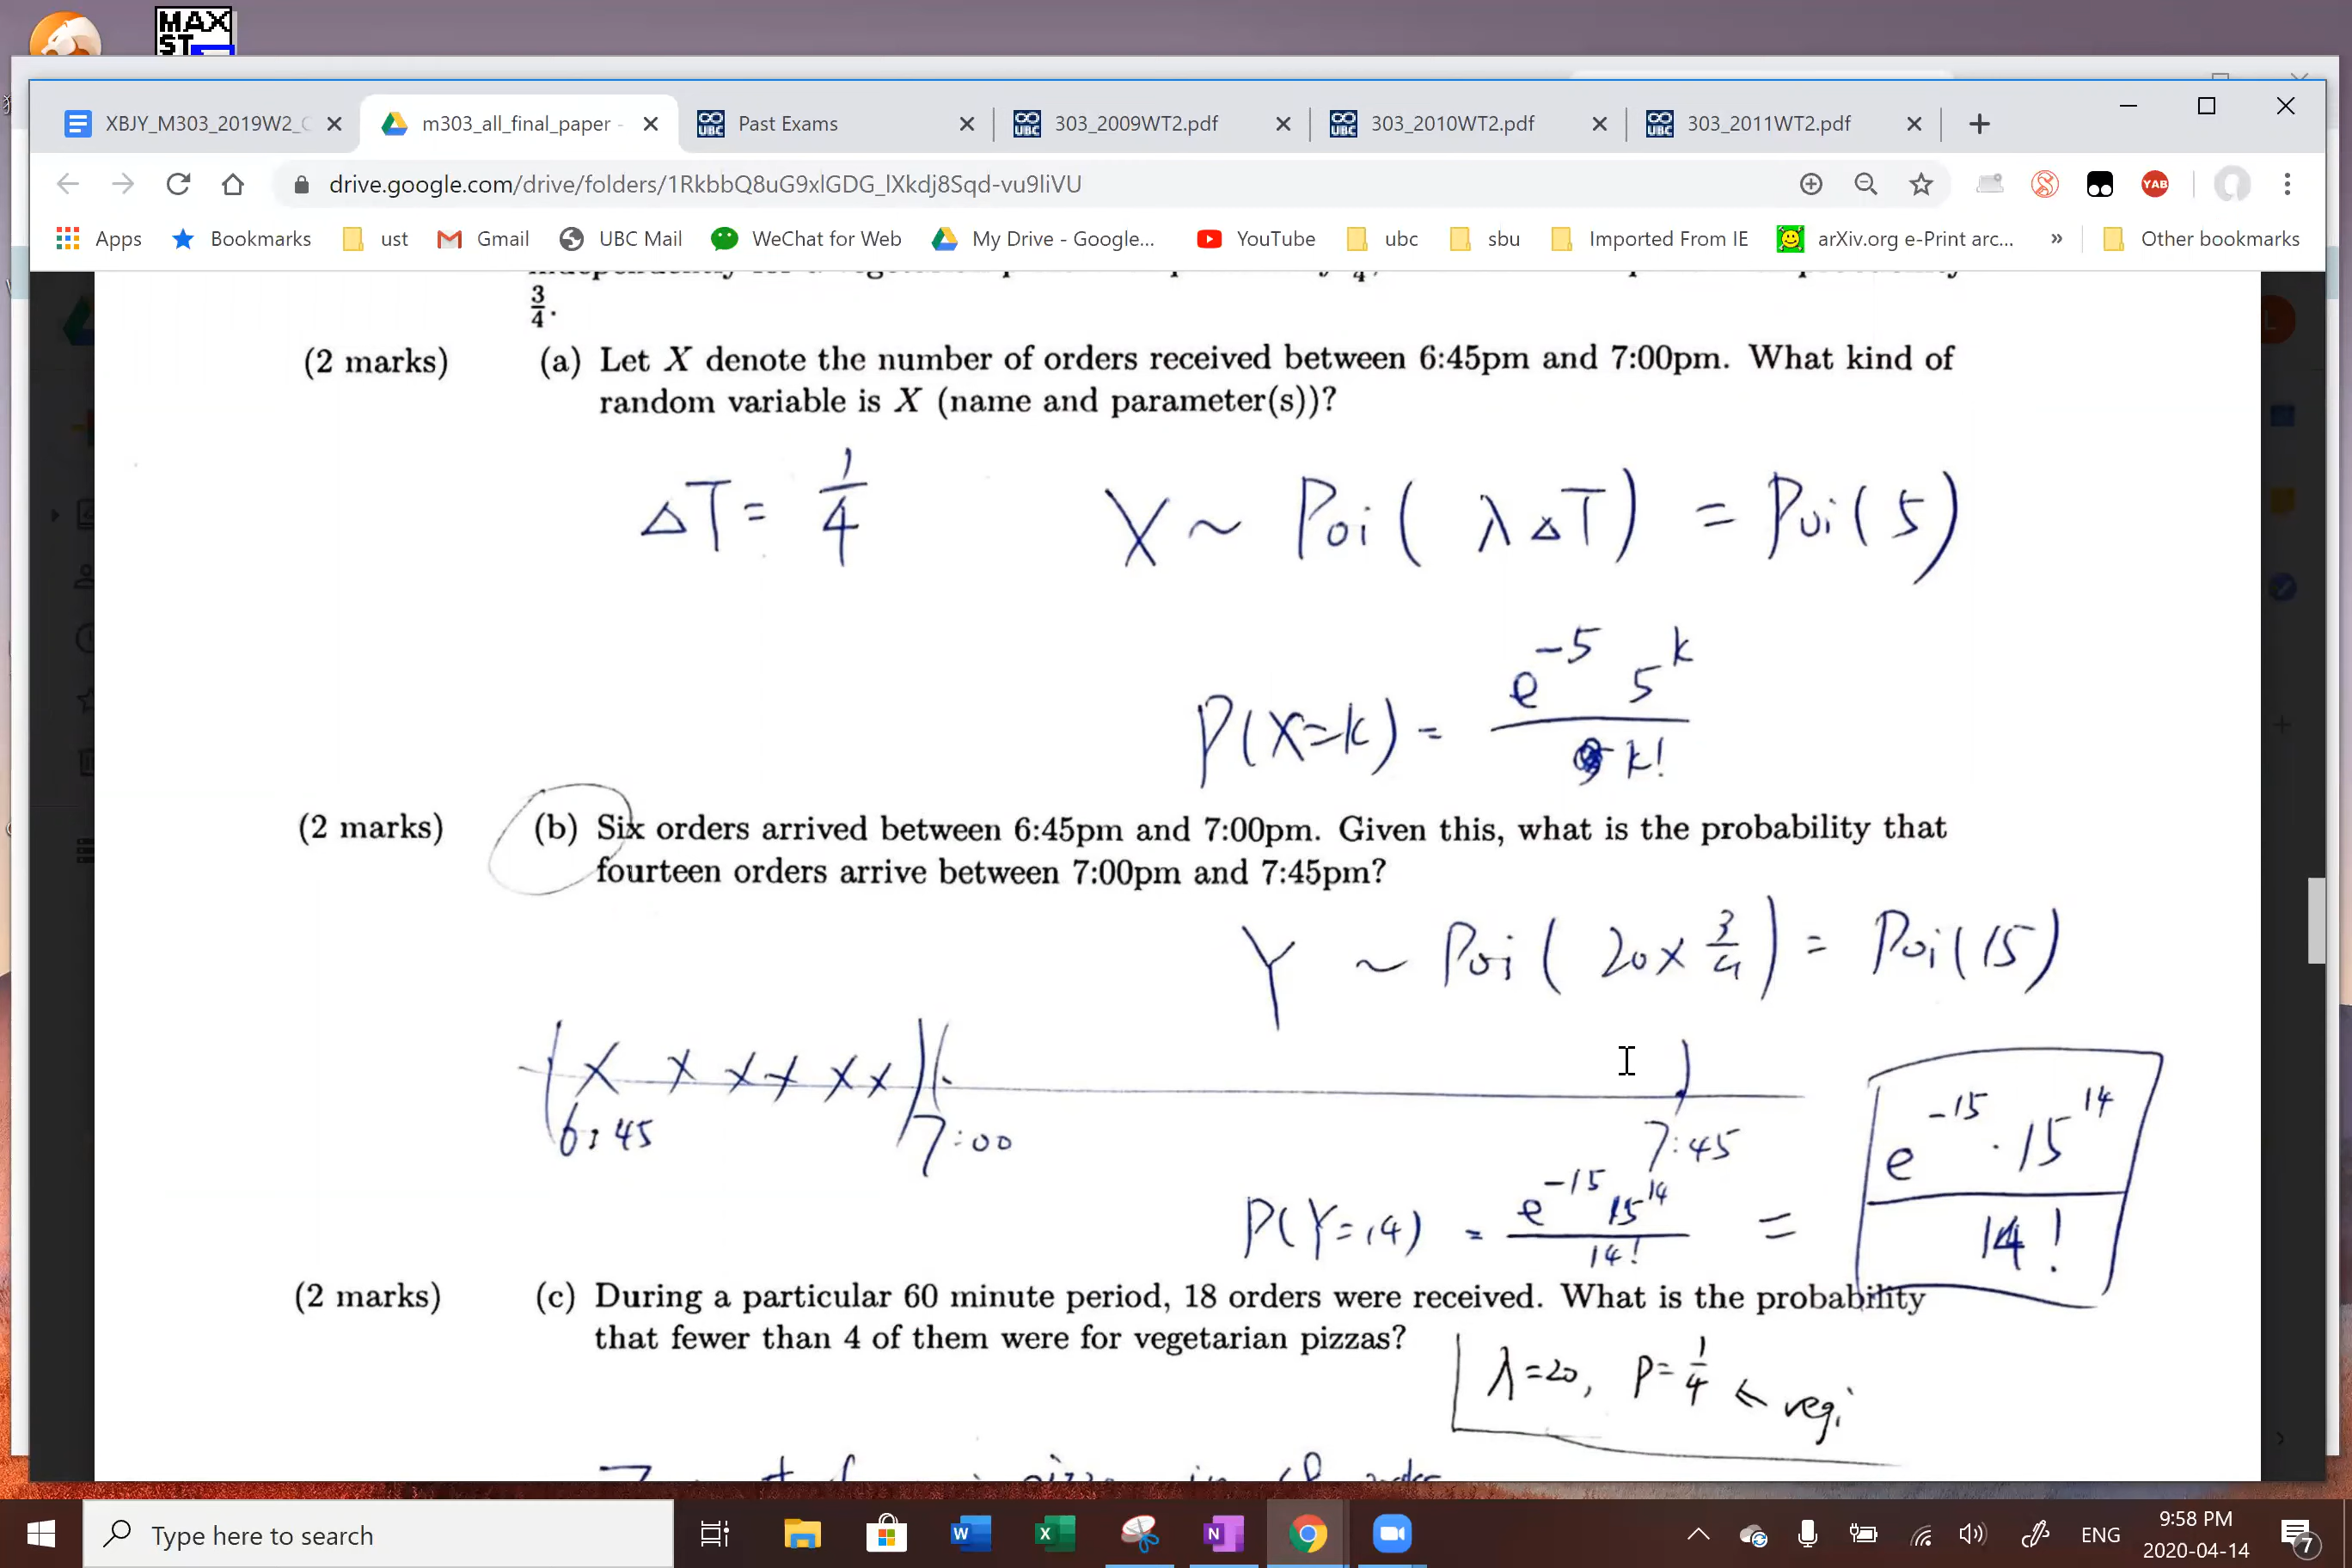 MAX
ST
XBJY_M303_2019W2_C
m303_all_final_paper -
Past Exams
303_2009WT2.pdf
303_2010WT2.pdf
303_2011WT2.pdf
drive.google.com/drive/folders/1RkbbQ8uG9xlGDG_lXkdj8Sqd-vu9liVU
YAB
Apps
Bookmarks
ust
Gmail
UBC Mail
WeChat for Web
My Drive - Google...
YouTube
ubc
sbu
Imported From IE
arXiv.org e-Print arc...
»
Other bookmarks
3/4.
(2 marks) (a) Let X denote the number of orders received between 6:45pm and 7:00pm. What kind of
random variable is X (name and parameter(s))?
ΔT = 1/4 X ~ Poi( λΔT ) = Poi( 5 )
P(X=k) = e^-5 5^k / k!
(2 marks) (b) Six orders arrived between 6:45pm and 7:00pm. Given this, what is the probability that
fourteen orders arrive between 7:00pm and 7:45pm?
Y ~ Poi( 20 x 3/4 ) = Poi( 15 )
( x x x x x x ) ( )
6:45 7:00 7:45
P(Y=14) = e^-15 15^14 / 14! = e^-15 · 15^14 / 14!
(2 marks) (c) During a particular 60 minute period, 18 orders were received. What is the probability
that fewer than 4 of them were for vegetarian pizzas?
λ=20, P=1/4 ← vegi
Type here to search
ENG
9:58 PM
2020-04-14
7